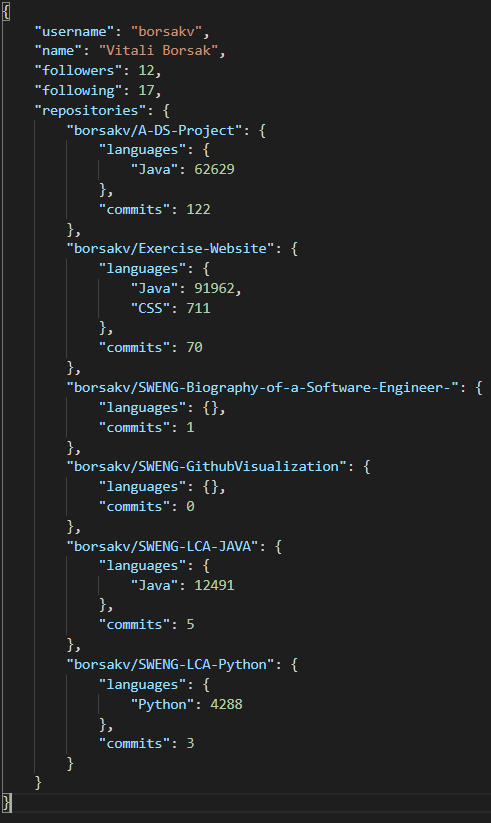 {
    "username": "borsakv",
    "name": "Vitali Borsak",
    "followers": 12,
    "following": 17,
    "repositories": {
        "borsakv/A-DS-Project": {
            "languages": {
                "Java": 62629
            },
            "commits": 122
        },
        "borsakv/Exercise-Website": {
            "languages": {
                "Java": 91962,
                "CSS": 711
            },
            "commits": 70
        },
        "borsakv/SWENG-Biography-of-a-Software-Engineer-": {
            "languages": {},
            "commits": 1
        },
        "borsakv/SWENG-GithubVisualization": {
            "languages": {},
            "commits": 0
        },
        "borsakv/SWENG-LCA-JAVA": {
            "languages": {
                "Java": 12491
            },
            "commits": 5
        },
        "borsakv/SWENG-LCA-Python": {
            "languages": {
                "Python": 4288
            },
            "commits": 3
        }
    }
}